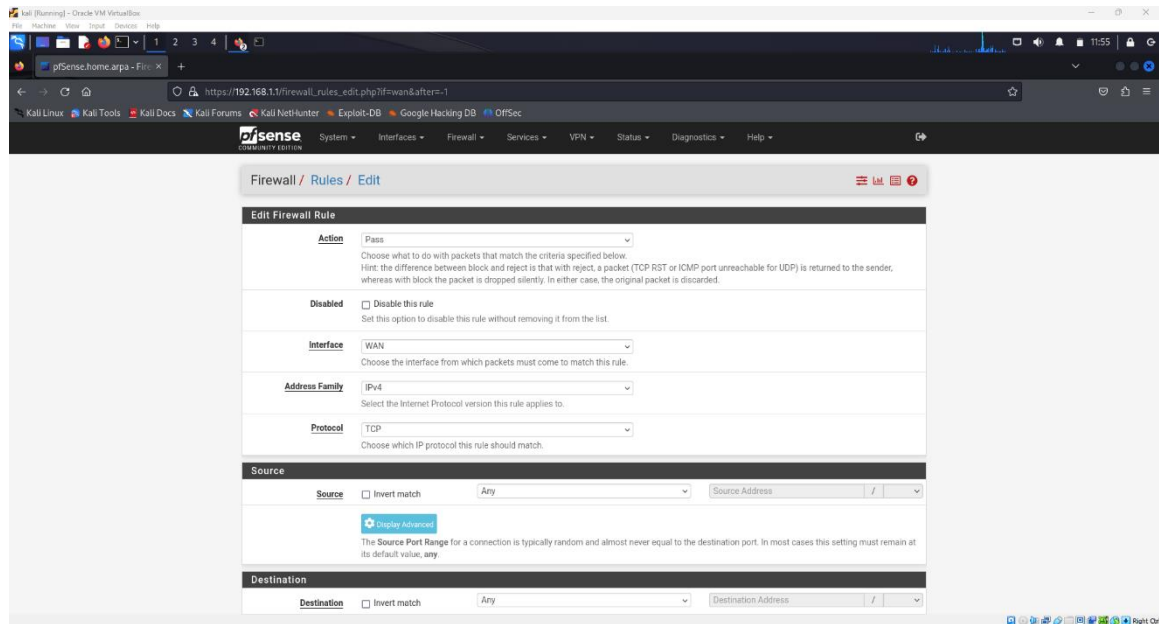 kali [Running] - Oracle VM VirtualBox
File Machine View Input Devices Help
1 2 3 4 11:55
pfSense.home.arpa - Fire
https://192.168.1.1/firewall_rules_edit.php?if=wan&after=-1
Kali Linux Kali Tools Kali Docs Kali Forums Kali NetHunter Exploit-DB Google Hacking DB OffSec
pfsense System Interfaces Firewall Services VPN Status Diagnostics Help
COMMUNITY EDITION
Firewall / Rules / Edit
Edit Firewall Rule
Action Pass
Choose what to do with packets that match the criteria specified below.
Hint: the difference between block and reject is that with reject, a packet (TCP RST or ICMP port unreachable for UDP) is returned to the sender,
whereas with block the packet is dropped silently. In either case, the original packet is discarded.
Disabled Disable this rule
Set this option to disable this rule without removing it from the list.
Interface WAN
Choose the interface from which packets must come to match this rule.
Address Family IPv4
Select the Internet Protocol version this rule applies to.
Protocol TCP
Choose which IP protocol this rule should match.
Source
Source Invert match Any Source Address /
Display Advanced
The Source Port Range for a connection is typically random and almost never equal to the destination port. In most cases this setting must remain at
its default value, any.
Destination
Destination Invert match Any Destination Address /
Right Ctrl